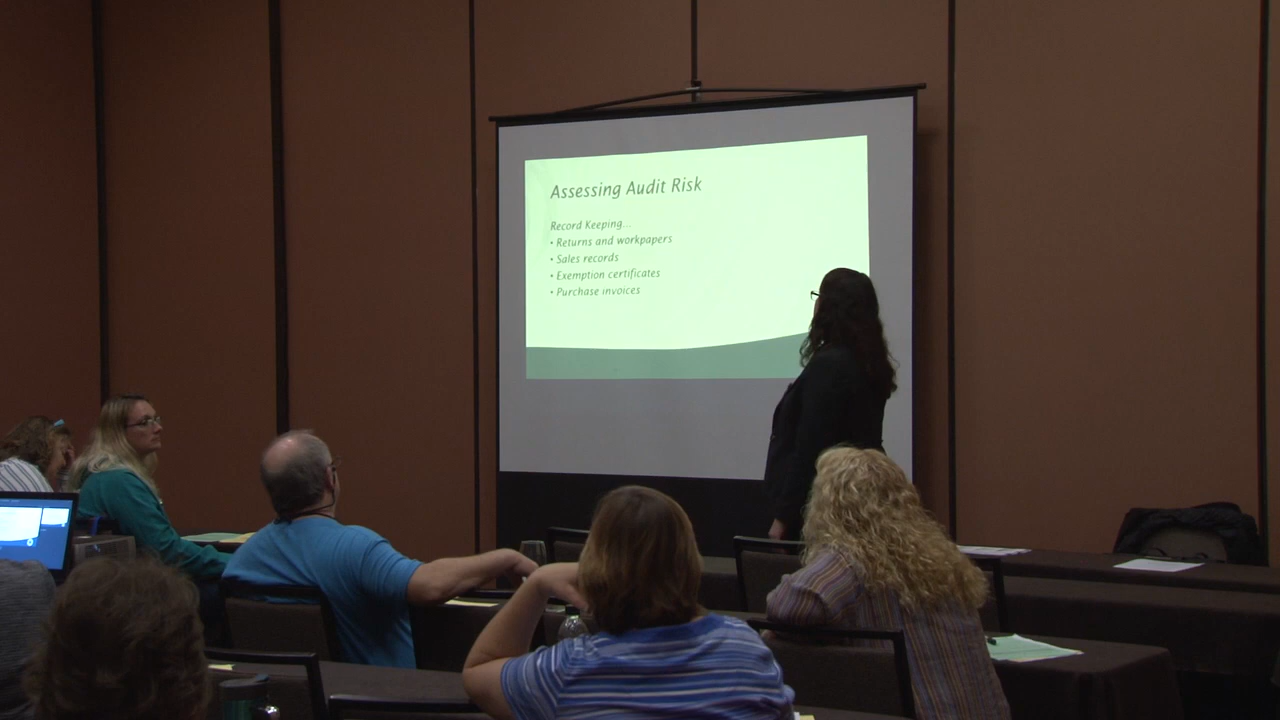 Assessing Audit Risk
Record Keeping...
• Returns and workpapers
• Sales records
• Exemption certificates
• Purchase invoices